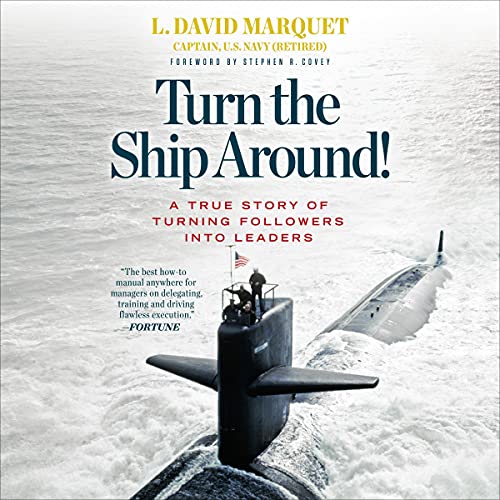 L. DAVID MARQUET
CAPTAIN, U.S. NAVY (RETIRED)
FOREWORD BY STEPHEN R. COVEY
Turn the
Ship Around!
A TRUE STORY OF
TURNING FOLLOWERS
INTO LEADERS
“The best how-to
manual anywhere for
managers on delegating,
training and driving
flawless execution.”
—FORTUNE